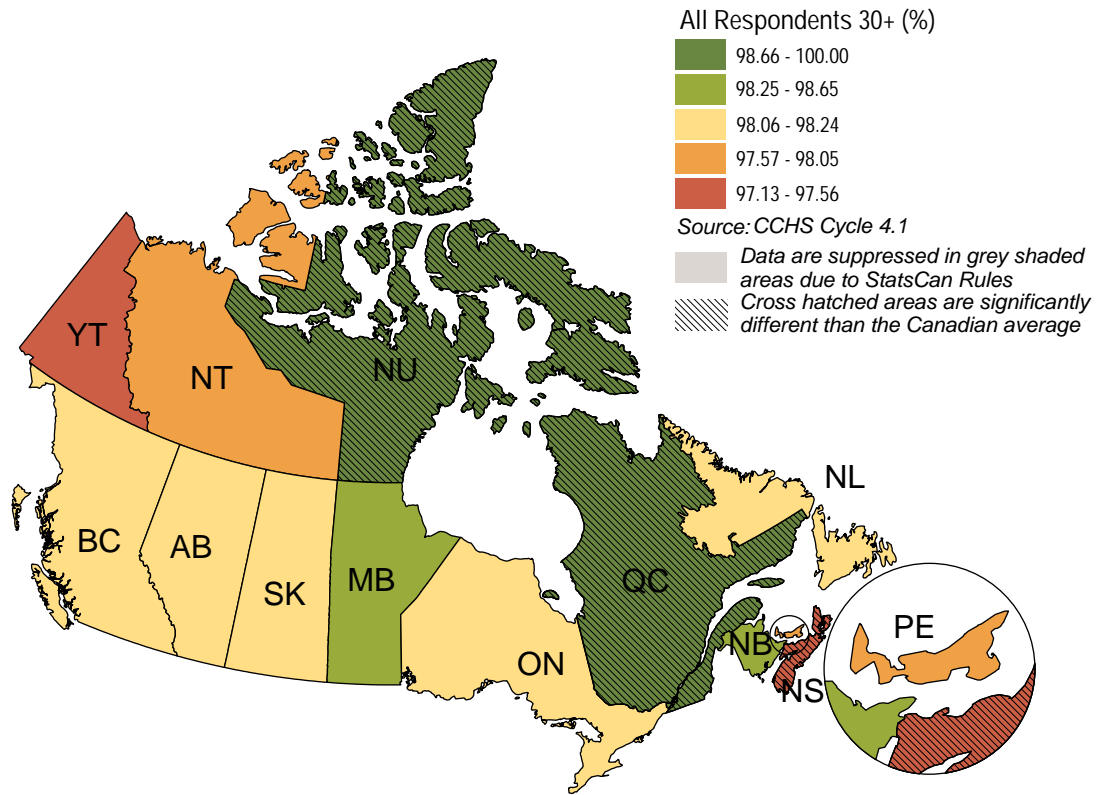 All Respondents 30+ (%)
98.66 - 100.00
98.25 - 98.65
98.06 - 98.24
97.57 - 98.05
97.13 - 97.56
Source: CCHS Cycle 4.1
Data are suppressed in grey shaded
areas due to StatsCan Rules
Cross hatched areas are significantly
different than the Canadian average
YT
NT
NU
NL
BC
AB
SK
MB
QC
ON
NB
NS
PE